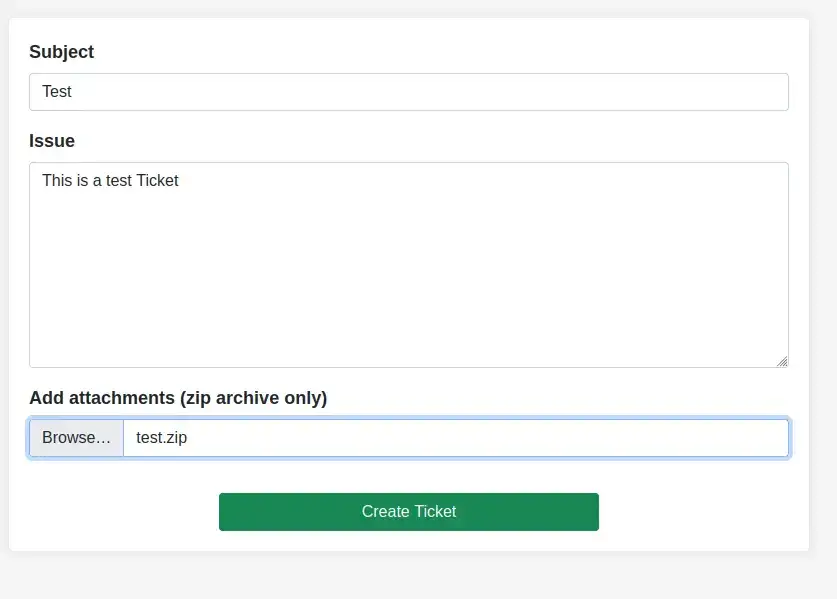 Subject
Test
Issue
This is a test Ticket
Add attachments (zip archive only)
Browse… test.zip
Create Ticket